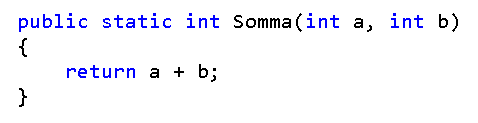 public static int Somma(int a, int b)
{
    return a + b;
}